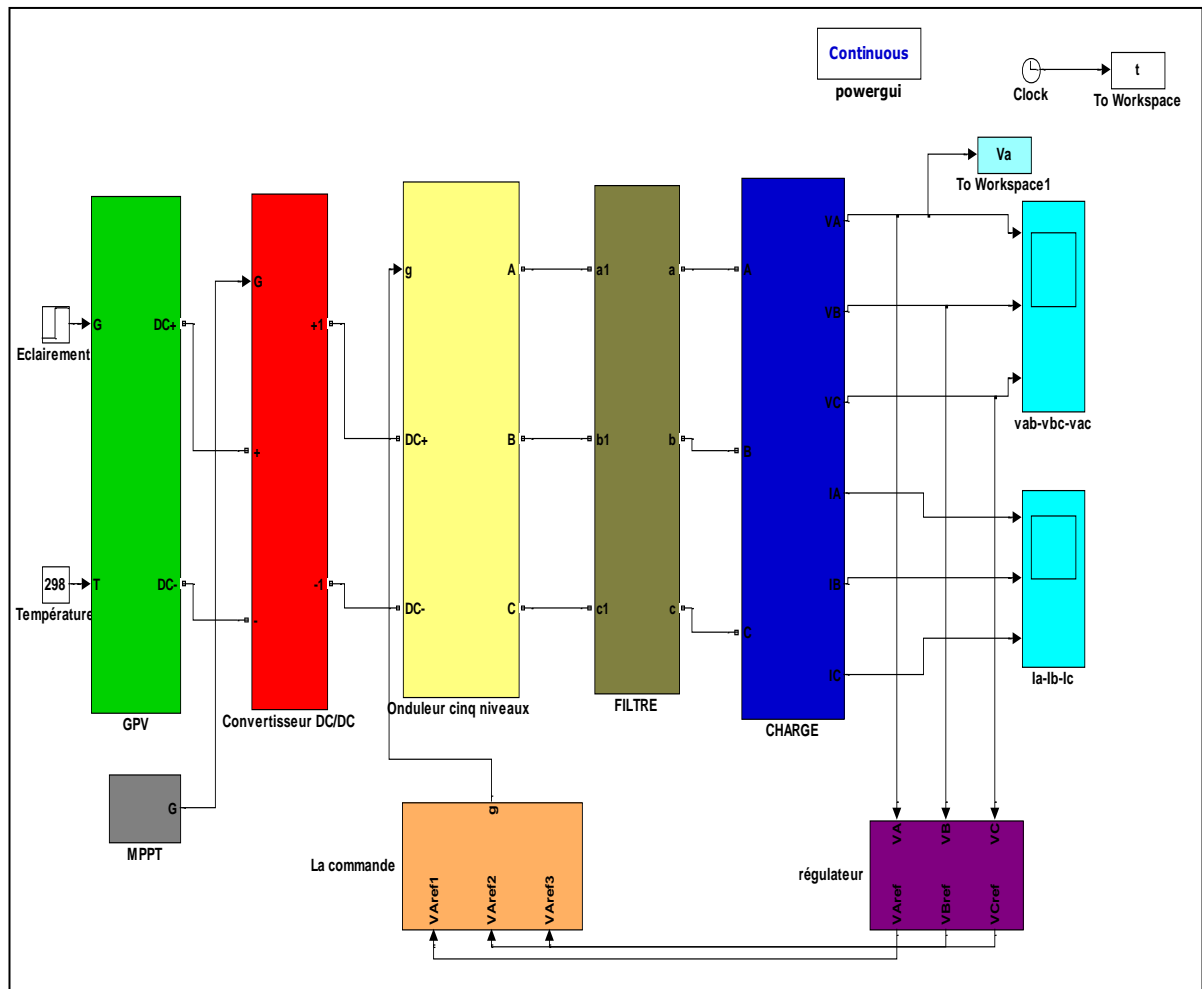 Continuous
powergui
Clock
t
To Workspace
Va
To Workspace1
VA
g
A
a1
a
A
G
VB
G
DC+
+1
Eclairement
VC
vab-vbc-vac
DC+
B
b1
b
B
+
IA
298
T
DC-
-1
IB
Température
DC-
C
c1
c
C
-
IC
Ia-Ib-Ic
GPV
Convertisseur DC/DC
Onduleur cinq niveaux
FILTRE
CHARGE
G
MPPT
g
La commande
VAref1
VAref2
VAref3
VA
VB
VC
régulateur
VAref
VBref
VCref